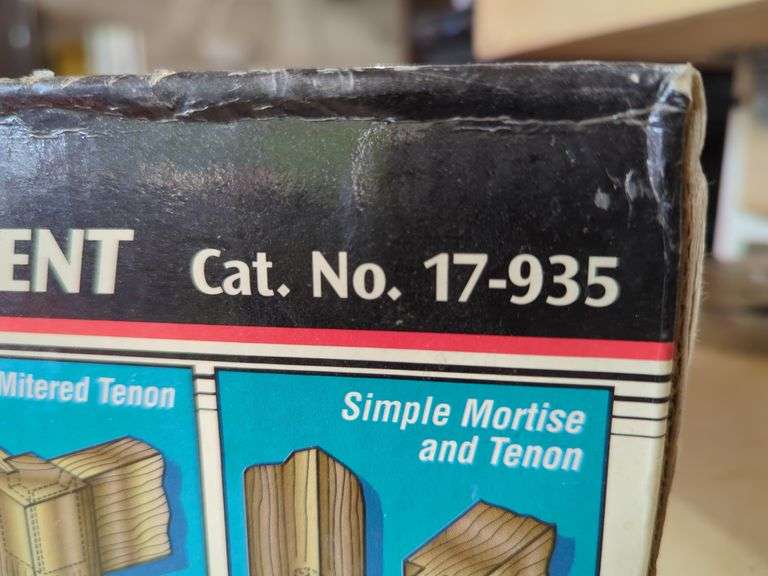 ENT Cat. No. 17-935
Mitered Tenon
Simple Mortise
and Tenon